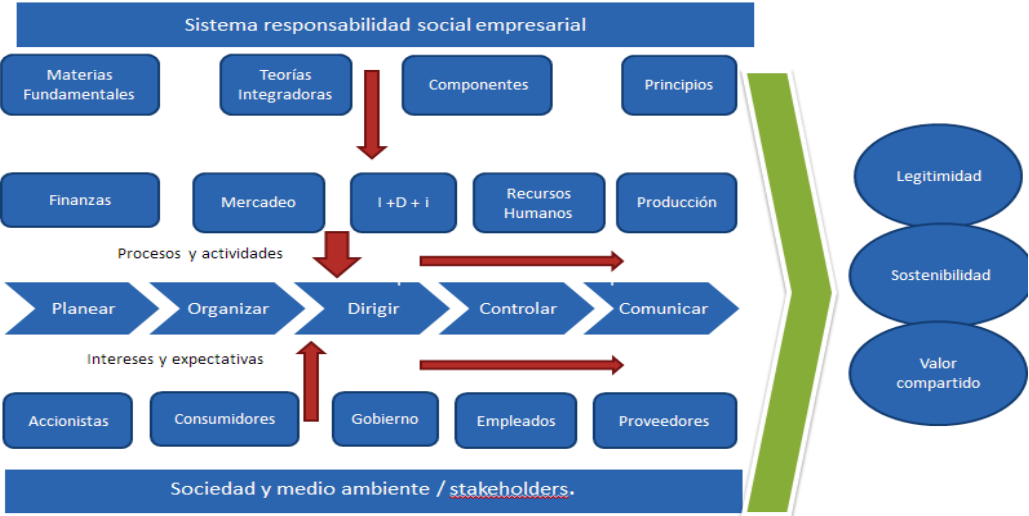 Sistema responsabilidad social empresarial
Materias
Fundamentales
Teorías
Integradoras
Componentes
Principios
Finanzas
Mercadeo
I +D + i
Recursos
Humanos
Producción
Procesos y actividades
Planear
Organizar
Dirigir
Controlar
Comunicar
Intereses y expectativas
Accionistas
Consumidores
Gobierno
Empleados
Proveedores
Sociedad y medio ambiente / stakeholders.
Legitimidad
Sostenibilidad
Valor
compartido